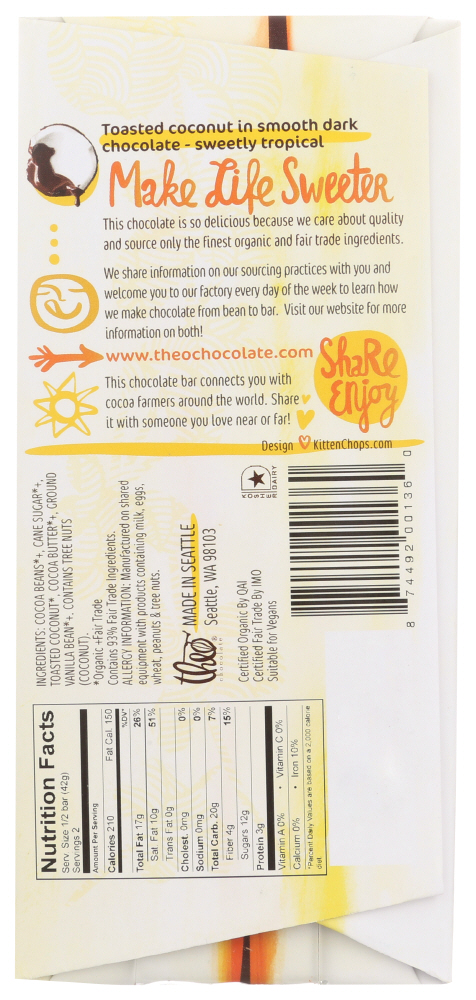 Toasted coconut in smooth dark
chocolate - sweetly tropical
Make Life Sweeter
This chocolate is so delicious because we care about quality
and source only the finest organic and fair trade ingredients.
We share information on our sourcing practices with you and
welcome you to our factory every day of the week to learn how
we make chocolate from bean to bar. Visit our website for more
information on both!
www.theochocolate.com
This chocolate bar connects you with
cocoa farmers around the world. Share
it with someone you love near or far!
ShaRe
Enjoy
Design KittenChops.com
INGREDIENTS: COCOA BEANS*+, CANE SUGAR*+,
TOASTED COCONUT*, COCOA BUTTER*+, GROUND
VANILLA BEAN*+. CONTAINS TREE NUTS
(COCONUT).
*Organic +Fair Trade
Contains 93% Fair Trade Ingredients.
ALLERGY INFORMATION: Manufactured on shared
equipment with products containing milk, eggs,
wheat, peanuts & tree nuts.
theo®
chocolate
MADE IN SEATTLE
Seattle, WA 98103
Certified Organic By QAI
Certified Fair Trade By IMO
Suitable for Vegans
KOSHER
DAIRY
8 74492 00136 0
Nutrition Facts
Serv. Size 1/2 bar (42g)
Servings 2
Amount Per Serving
Calories 210 Fat Cal. 150
%DV*
Total Fat 17g 26%
Sat. Fat 10g 51%
Trans Fat 0g
Cholest. 0mg 0%
Sodium 0mg 0%
Total Carb. 20g 7%
Fiber 4g 15%
Sugars 12g
Protein 3g
Vitamin A 0% • Vitamin C 0%
Calcium 0% • Iron 10%
*Percent Daily Values are based on a 2,000 calorie
diet.